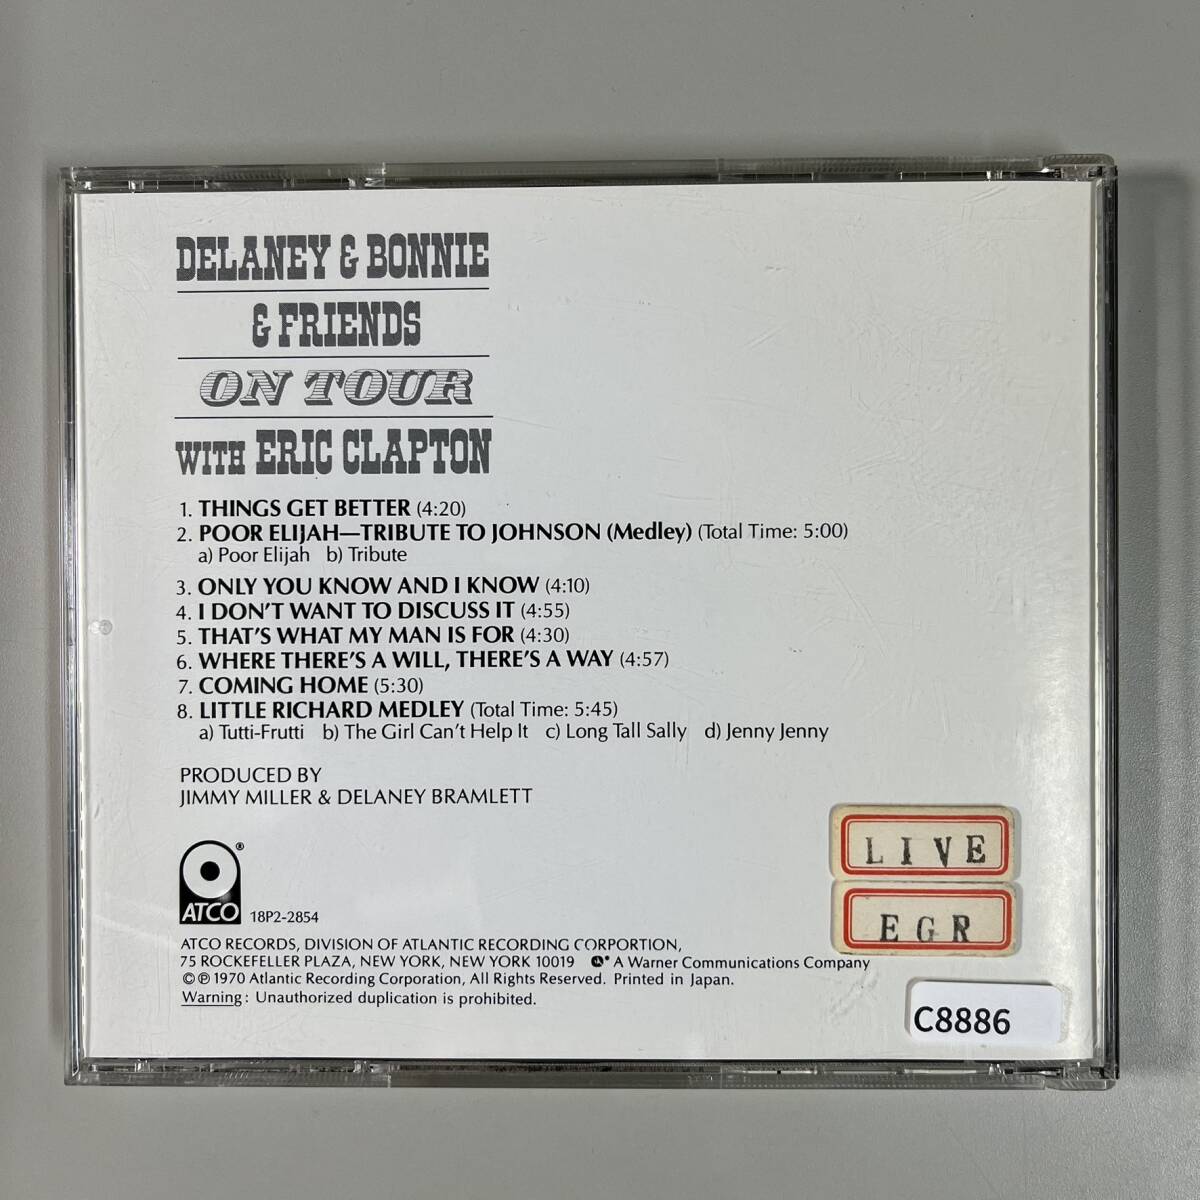 DELANEY & BONNIE
& FRIENDS
ON TOUR
WITH ERIC CLAPTON
1. THINGS GET BETTER (4:20)
2. POOR ELIJAH—TRIBUTE TO JOHNSON (Medley) (Total Time: 5:00)
a) Poor Elijah b) Tribute
3. ONLY YOU KNOW AND I KNOW (4:10)
4. I DON'T WANT TO DISCUSS IT (4:55)
5. THAT'S WHAT MY MAN IS FOR (4:30)
6. WHERE THERE'S A WILL, THERE'S A WAY (4:57)
7. COMING HOME (5:30)
8. LITTLE RICHARD MEDLEY (Total Time: 5:45)
a) Tutti-Frutti b) The Girl Can't Help It c) Long Tall Sally d) Jenny Jenny
PRODUCED BY
JIMMY MILLER & DELANEY BRAMLETT
ATCO ® 18P2-2854
ATCO RECORDS, DIVISION OF ATLANTIC RECORDING CORPORTION,
75 ROCKEFELLER PLAZA, NEW YORK, NEW YORK 10019 A Warner Communications Company
©℗ 1970 Atlantic Recording Corporation, All Rights Reserved. Printed in Japan.
Warning: Unauthorized duplication is prohibited.
LIVE
EGR
C8886